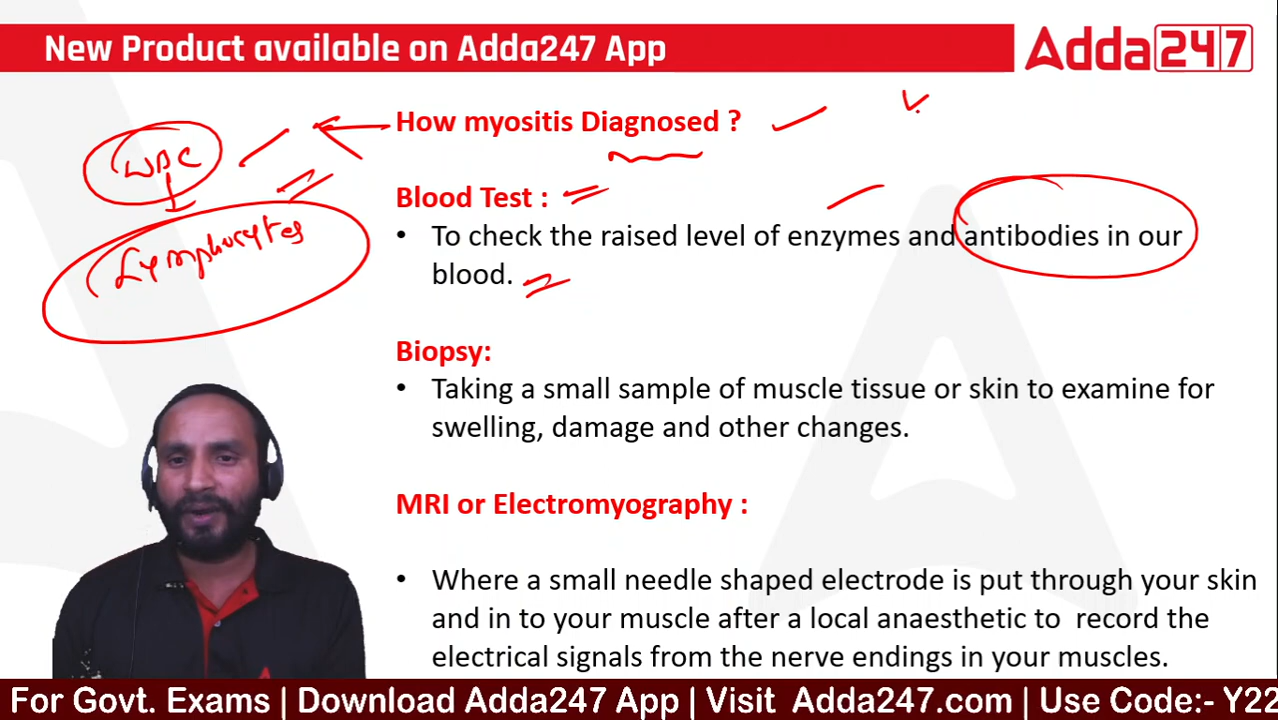 New Product available on Adda247 App
Adda247
How myositis Diagnosed ?
WBC
Blood Test :
Lymphocytes
• To check the raised level of enzymes and antibodies in our
blood.
Biopsy:
• Taking a small sample of muscle tissue or skin to examine for
swelling, damage and other changes.
MRI or Electromyography :
• Where a small needle shaped electrode is put through your skin
and in to your muscle after a local anaesthetic to record the
electrical signals from the nerve endings in your muscles.
For Govt. Exams | Download Adda247 App | Visit Adda247.com | Use Code:- Y22